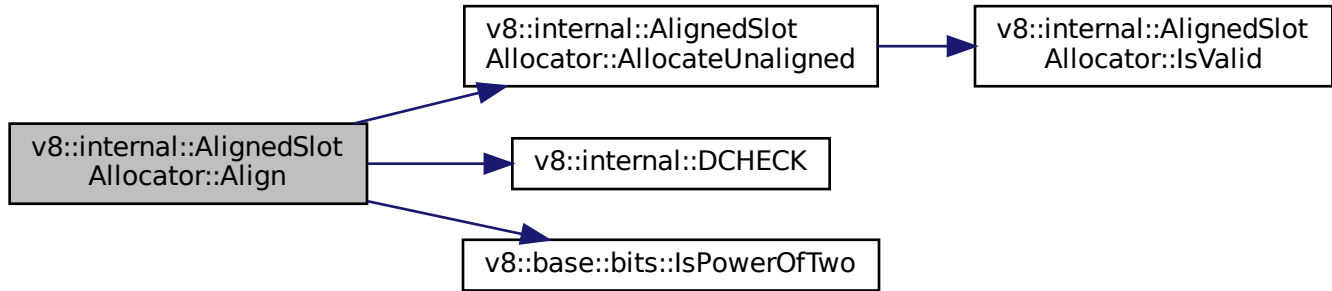 v8::internal::AlignedSlot
Allocator::Align
v8::internal::AlignedSlot
Allocator::AllocateUnaligned
v8::internal::AlignedSlot
Allocator::IsValid
v8::internal::DCHECK
v8::base::bits::IsPowerOfTwo